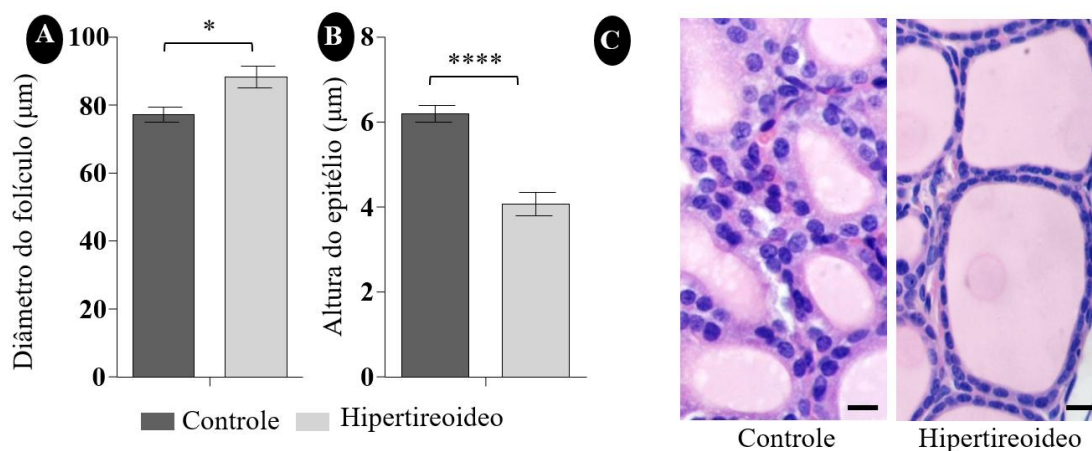 A
Diâmetro do folículo (µm)
100
80
60
40
20
0
*
B
Altura do epitélio (µm)
8
6
4
2
0
****
Controle
Hipertireoideo
C
Controle
Hipertireoideo